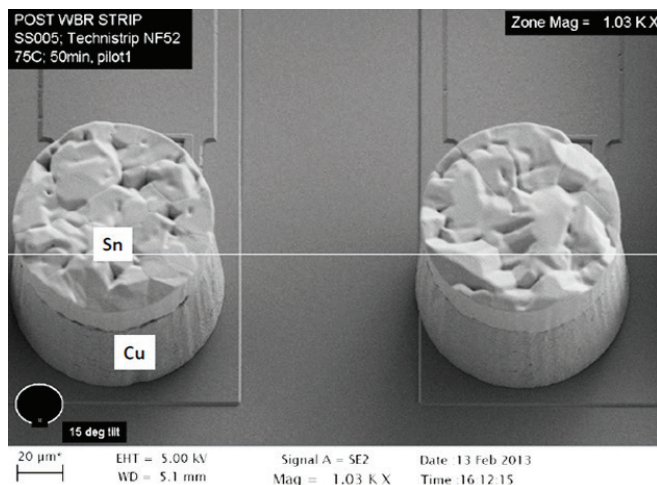 POST WBR STRIP
SS005; Technistrip NF52
75C; 50min, pilot1
Zone Mag = 1.03 K X
Sn
Cu
15 deg tilt
20 µm*
EHT = 5.00 kV
WD = 5.1 mm
Signal A = SE2
Mag = 1.03 K X
Date :13 Feb 2013
Time :16:12:15